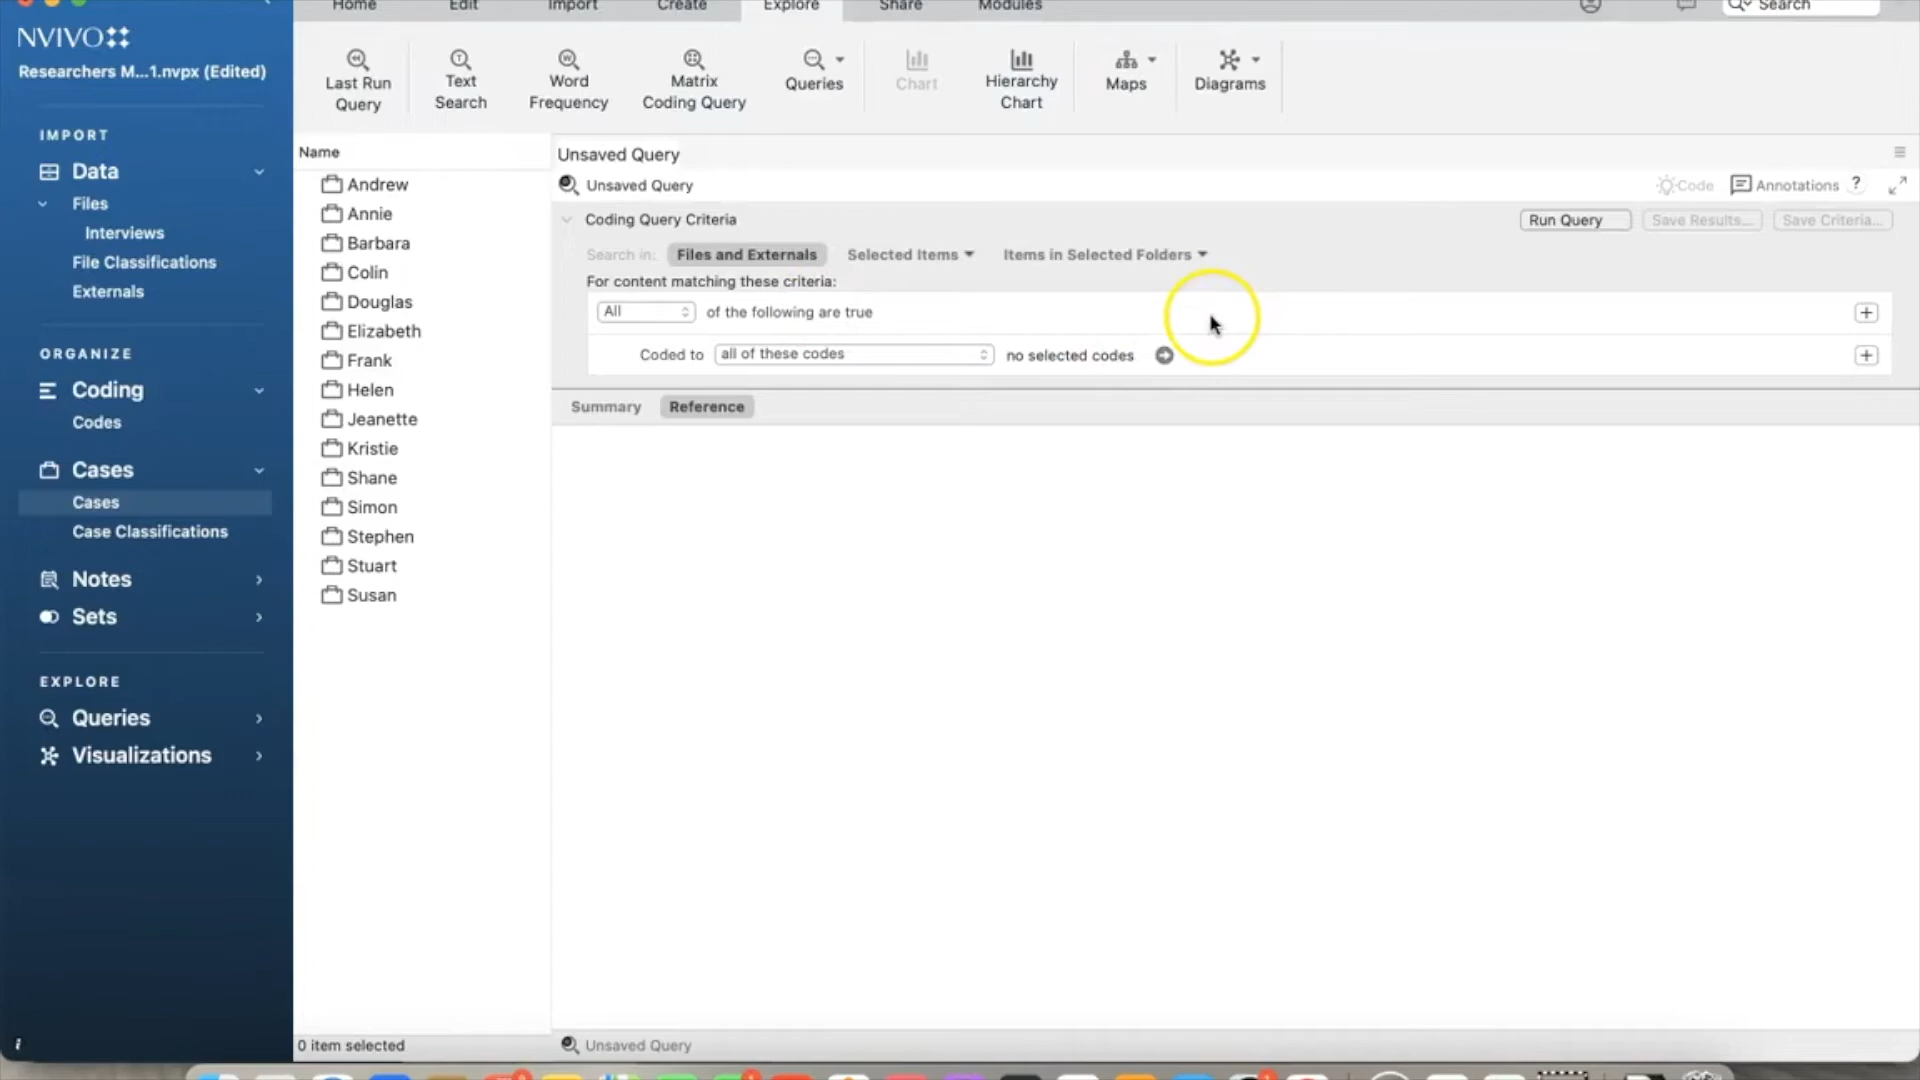 Home Edit Import Create Explore Share Modules Search
NVIVO
Researchers M...1.nvpx (Edited)
Last Run Query
Text Search
Word Frequency
Matrix Coding Query
Queries
Chart
Hierarchy Chart
Maps
Diagrams
IMPORT
Data
Files
Interviews
File Classifications
Externals
ORGANIZE
Coding
Codes
Cases
Cases
Case Classifications
Notes
Sets
EXPLORE
Queries
Visualizations
i
Name
Andrew
Annie
Barbara
Colin
Douglas
Elizabeth
Frank
Helen
Jeanette
Kristie
Shane
Simon
Stephen
Stuart
Susan
0 item selected
Unsaved Query
Unsaved Query Code Annotations ?
Coding Query Criteria Run Query Save Results... Save Criteria...
Search in: Files and Externals Selected Items Items in Selected Folders
For content matching these criteria:
All of the following are true
Coded to all of these codes no selected codes
Summary Reference
Unsaved Query